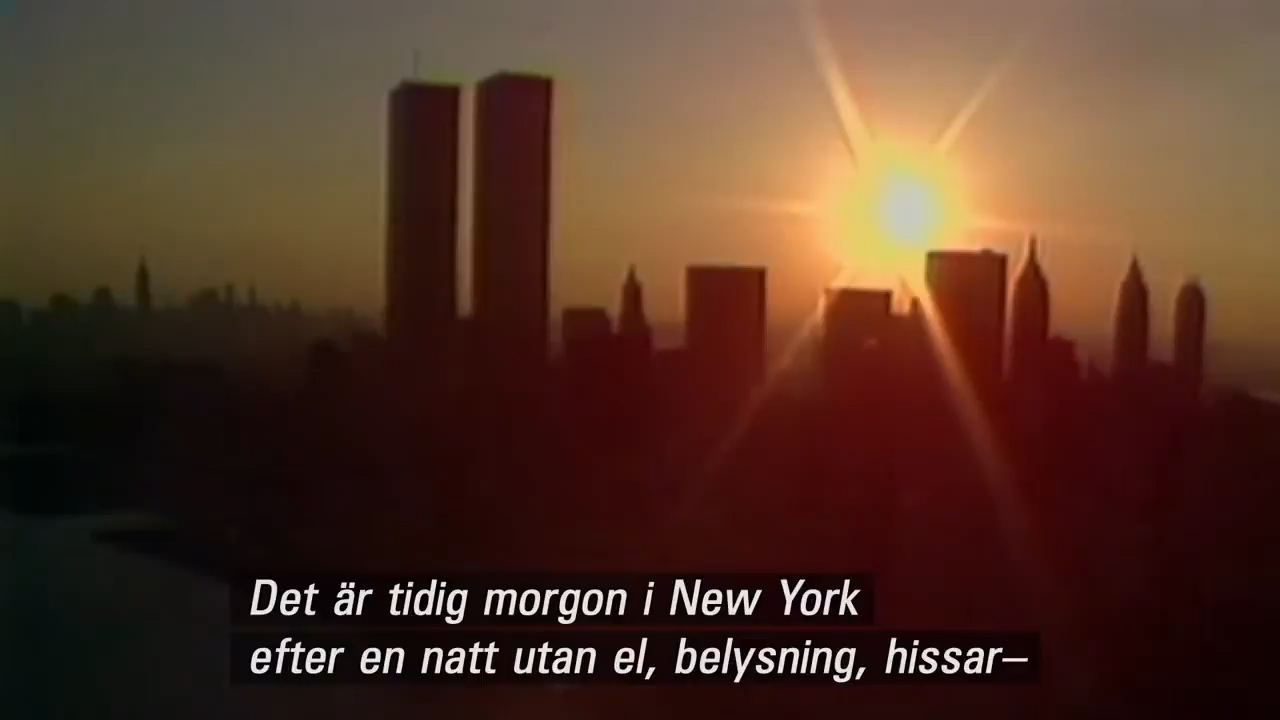 Det är tidig morgon i New York
efter en natt utan el, belysning, hissar–